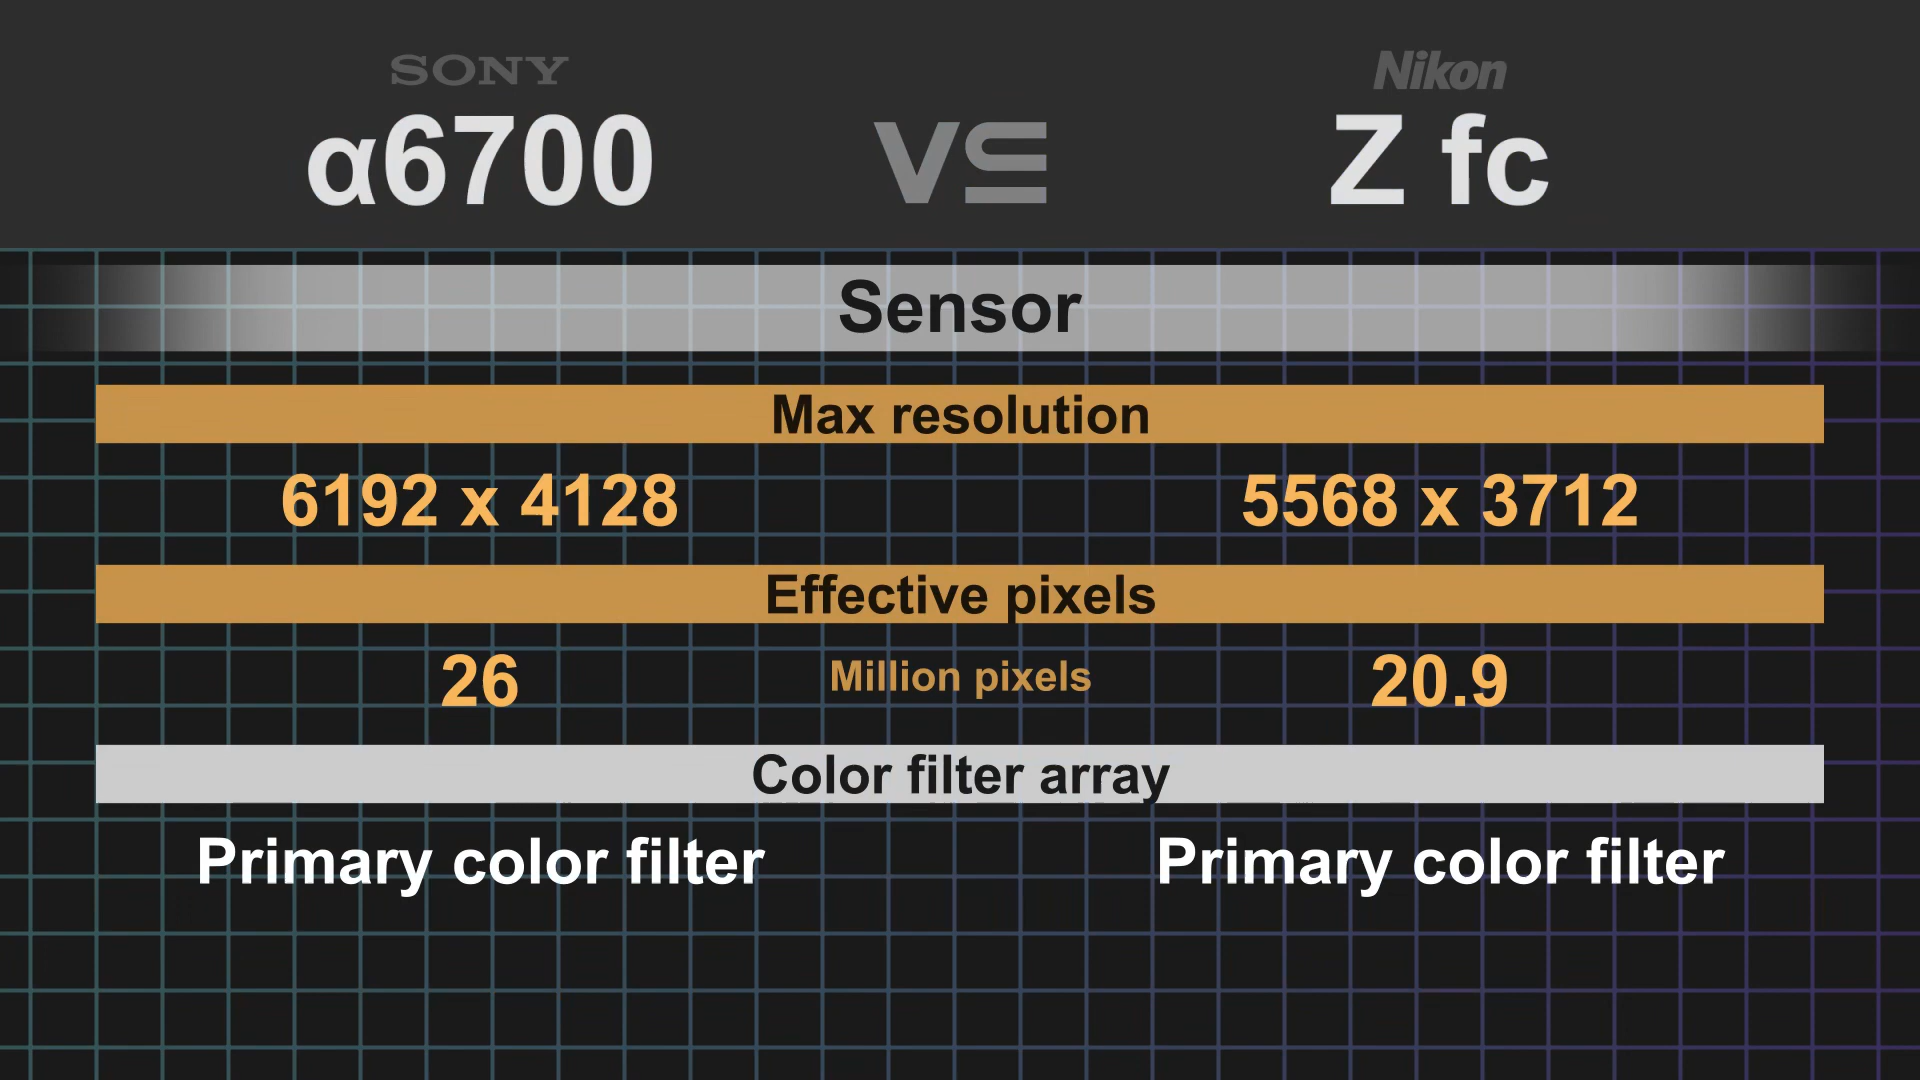 SONY
α6700
VS
Nikon
Z fc
Sensor
Max resolution
6192 x 4128
5568 x 3712
Effective pixels
26
Million pixels
20.9
Color filter array
Primary color filter
Primary color filter